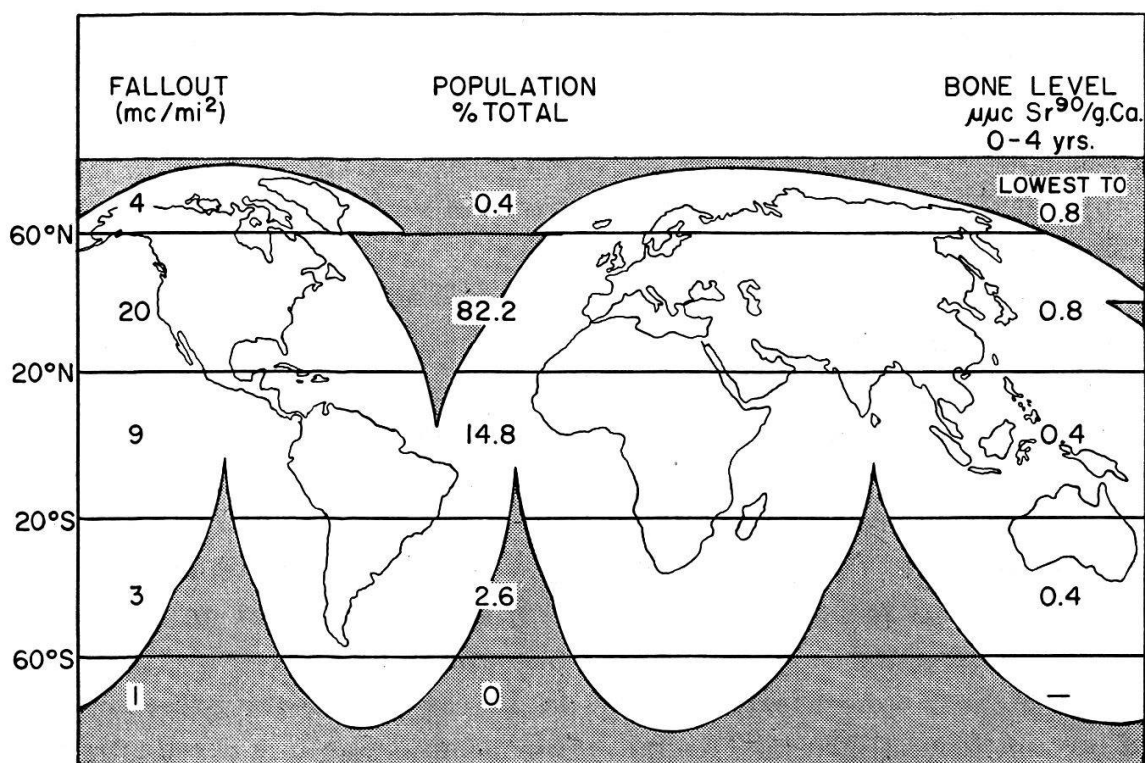 FALLOUT
(mc/mi²)
POPULATION
% TOTAL
BONE LEVEL
μμc Sr⁹⁰/g.Ca.
0-4 yrs.
LOWEST TO
4
0.4
0.8
60°N
20
82.2
0.8
20°N
9
14.8
0.4
20°S
3
2.6
0.4
60°S
1
0
—